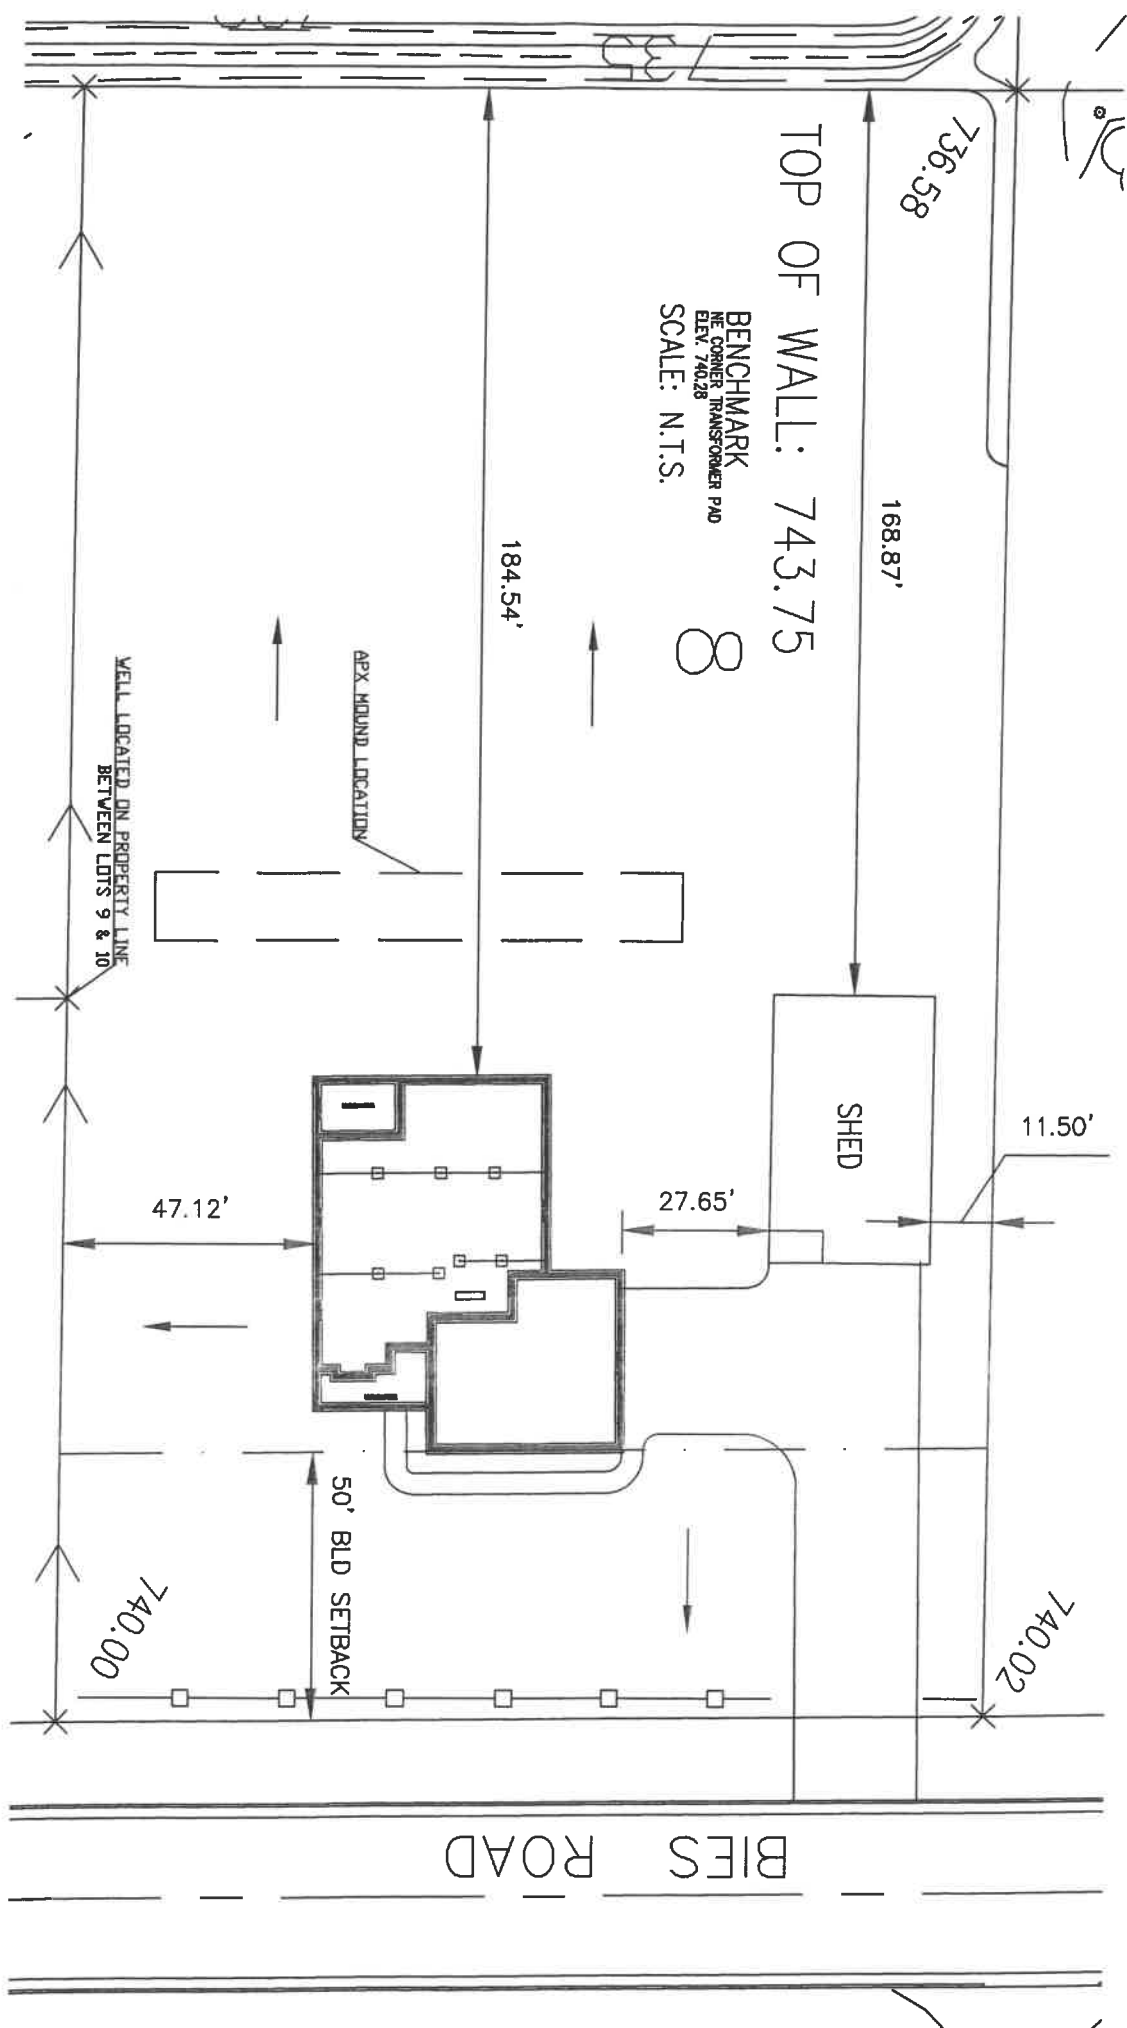 736.58
TOP OF WALL: 743.75
BENCHMARK
NE CORNER TRANSFORMER PAD
ELEV. 740.28
SCALE: N.T.S.
168.87'
184.54'
8
APX MOUND LOCATION
WELL LOCATED ON PROPERTY LINE
BETWEEN LOTS 9 & 10
SHED
11.50'
47.12'
27.65'
50' BLD SETBACK
740.00
740.02
BIES ROAD